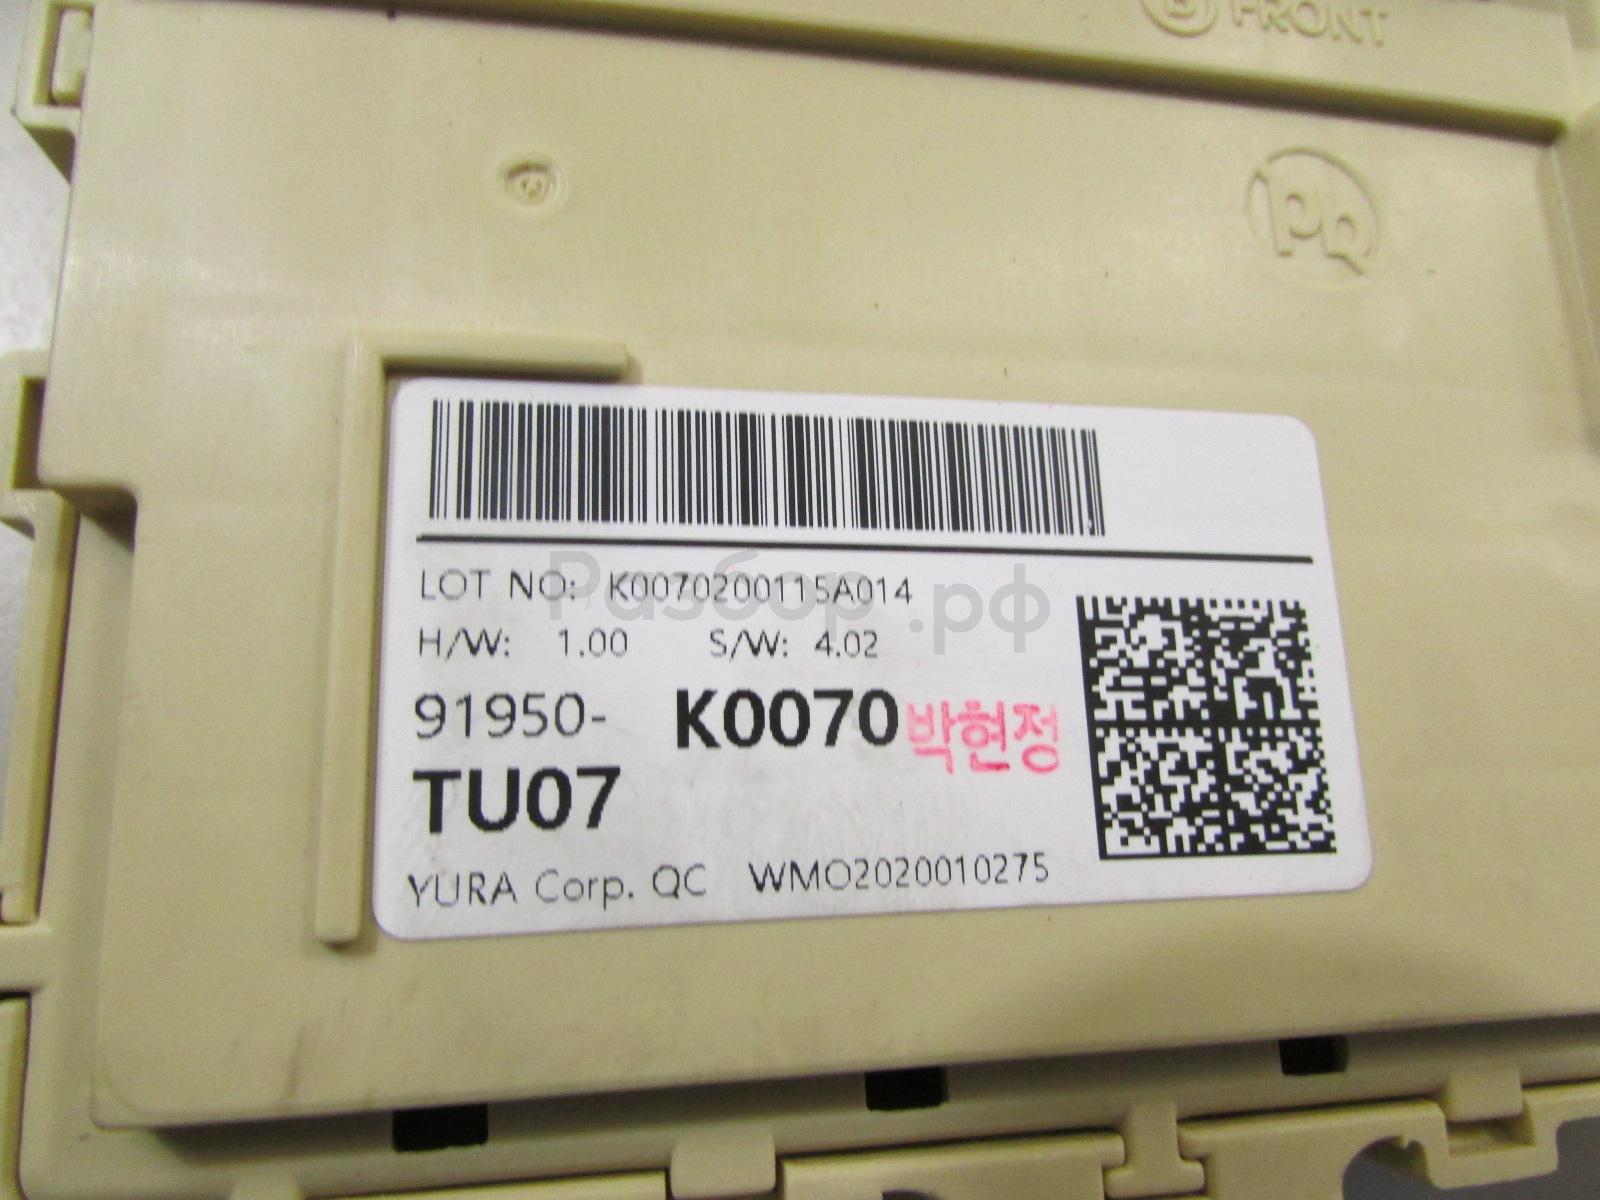 B FRONT
pq
LOT NO: K0070200115A014
Разбор.рф
H/W: 1.00 S/W: 4.02
91950- K0070 박현정
TU07
YURA Corp. QC WMO2020010275